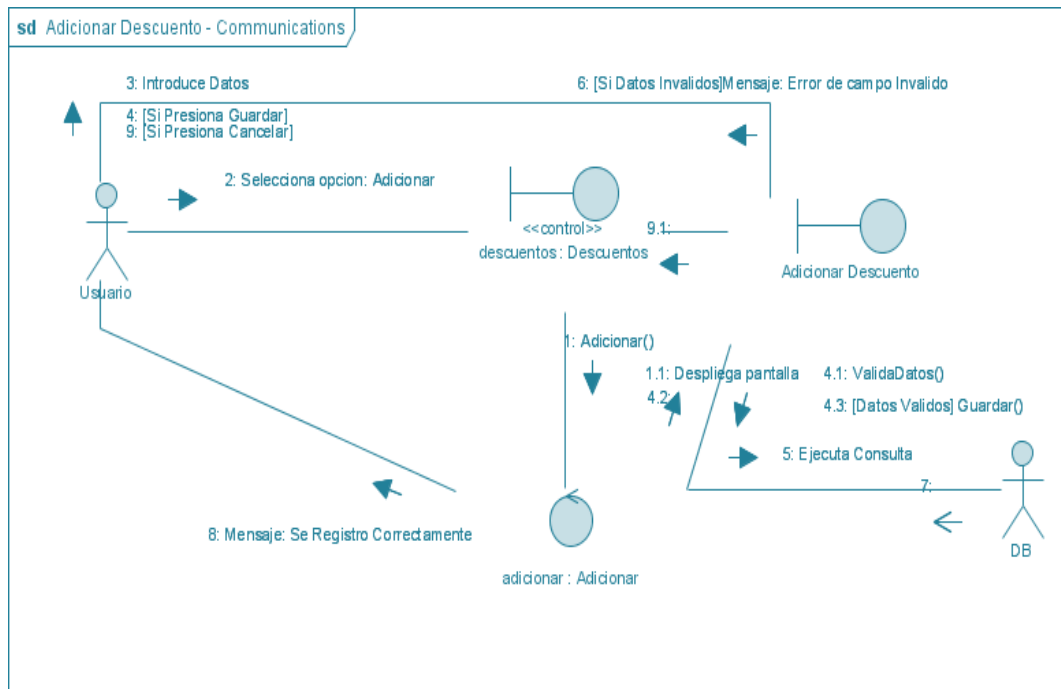 sd Adicionar Descuento - Communications
3: Introduce Datos
6: [Si Datos Invalidos]Mensaje: Error de campo Invalido
4: [Si Presiona Guardar]
9: [Si Presiona Cancelar]
2: Selecciona opcion: Adicionar
<<control>>
9.1:
descuentos : Descuentos
Adicionar Descuento
Usuario
1: Adicionar()
1.1: Despliega pantalla
4.1: ValidaDatos()
4.2:
4.3: [Datos Validos] Guardar()
5: Ejecuta Consulta
7:
8: Mensaje: Se Registro Correctamente
DB
adicionar : Adicionar